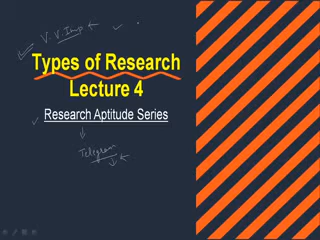 V.V.Imp
Types of Research
Lecture 4
Research Aptitude Series
Telegram